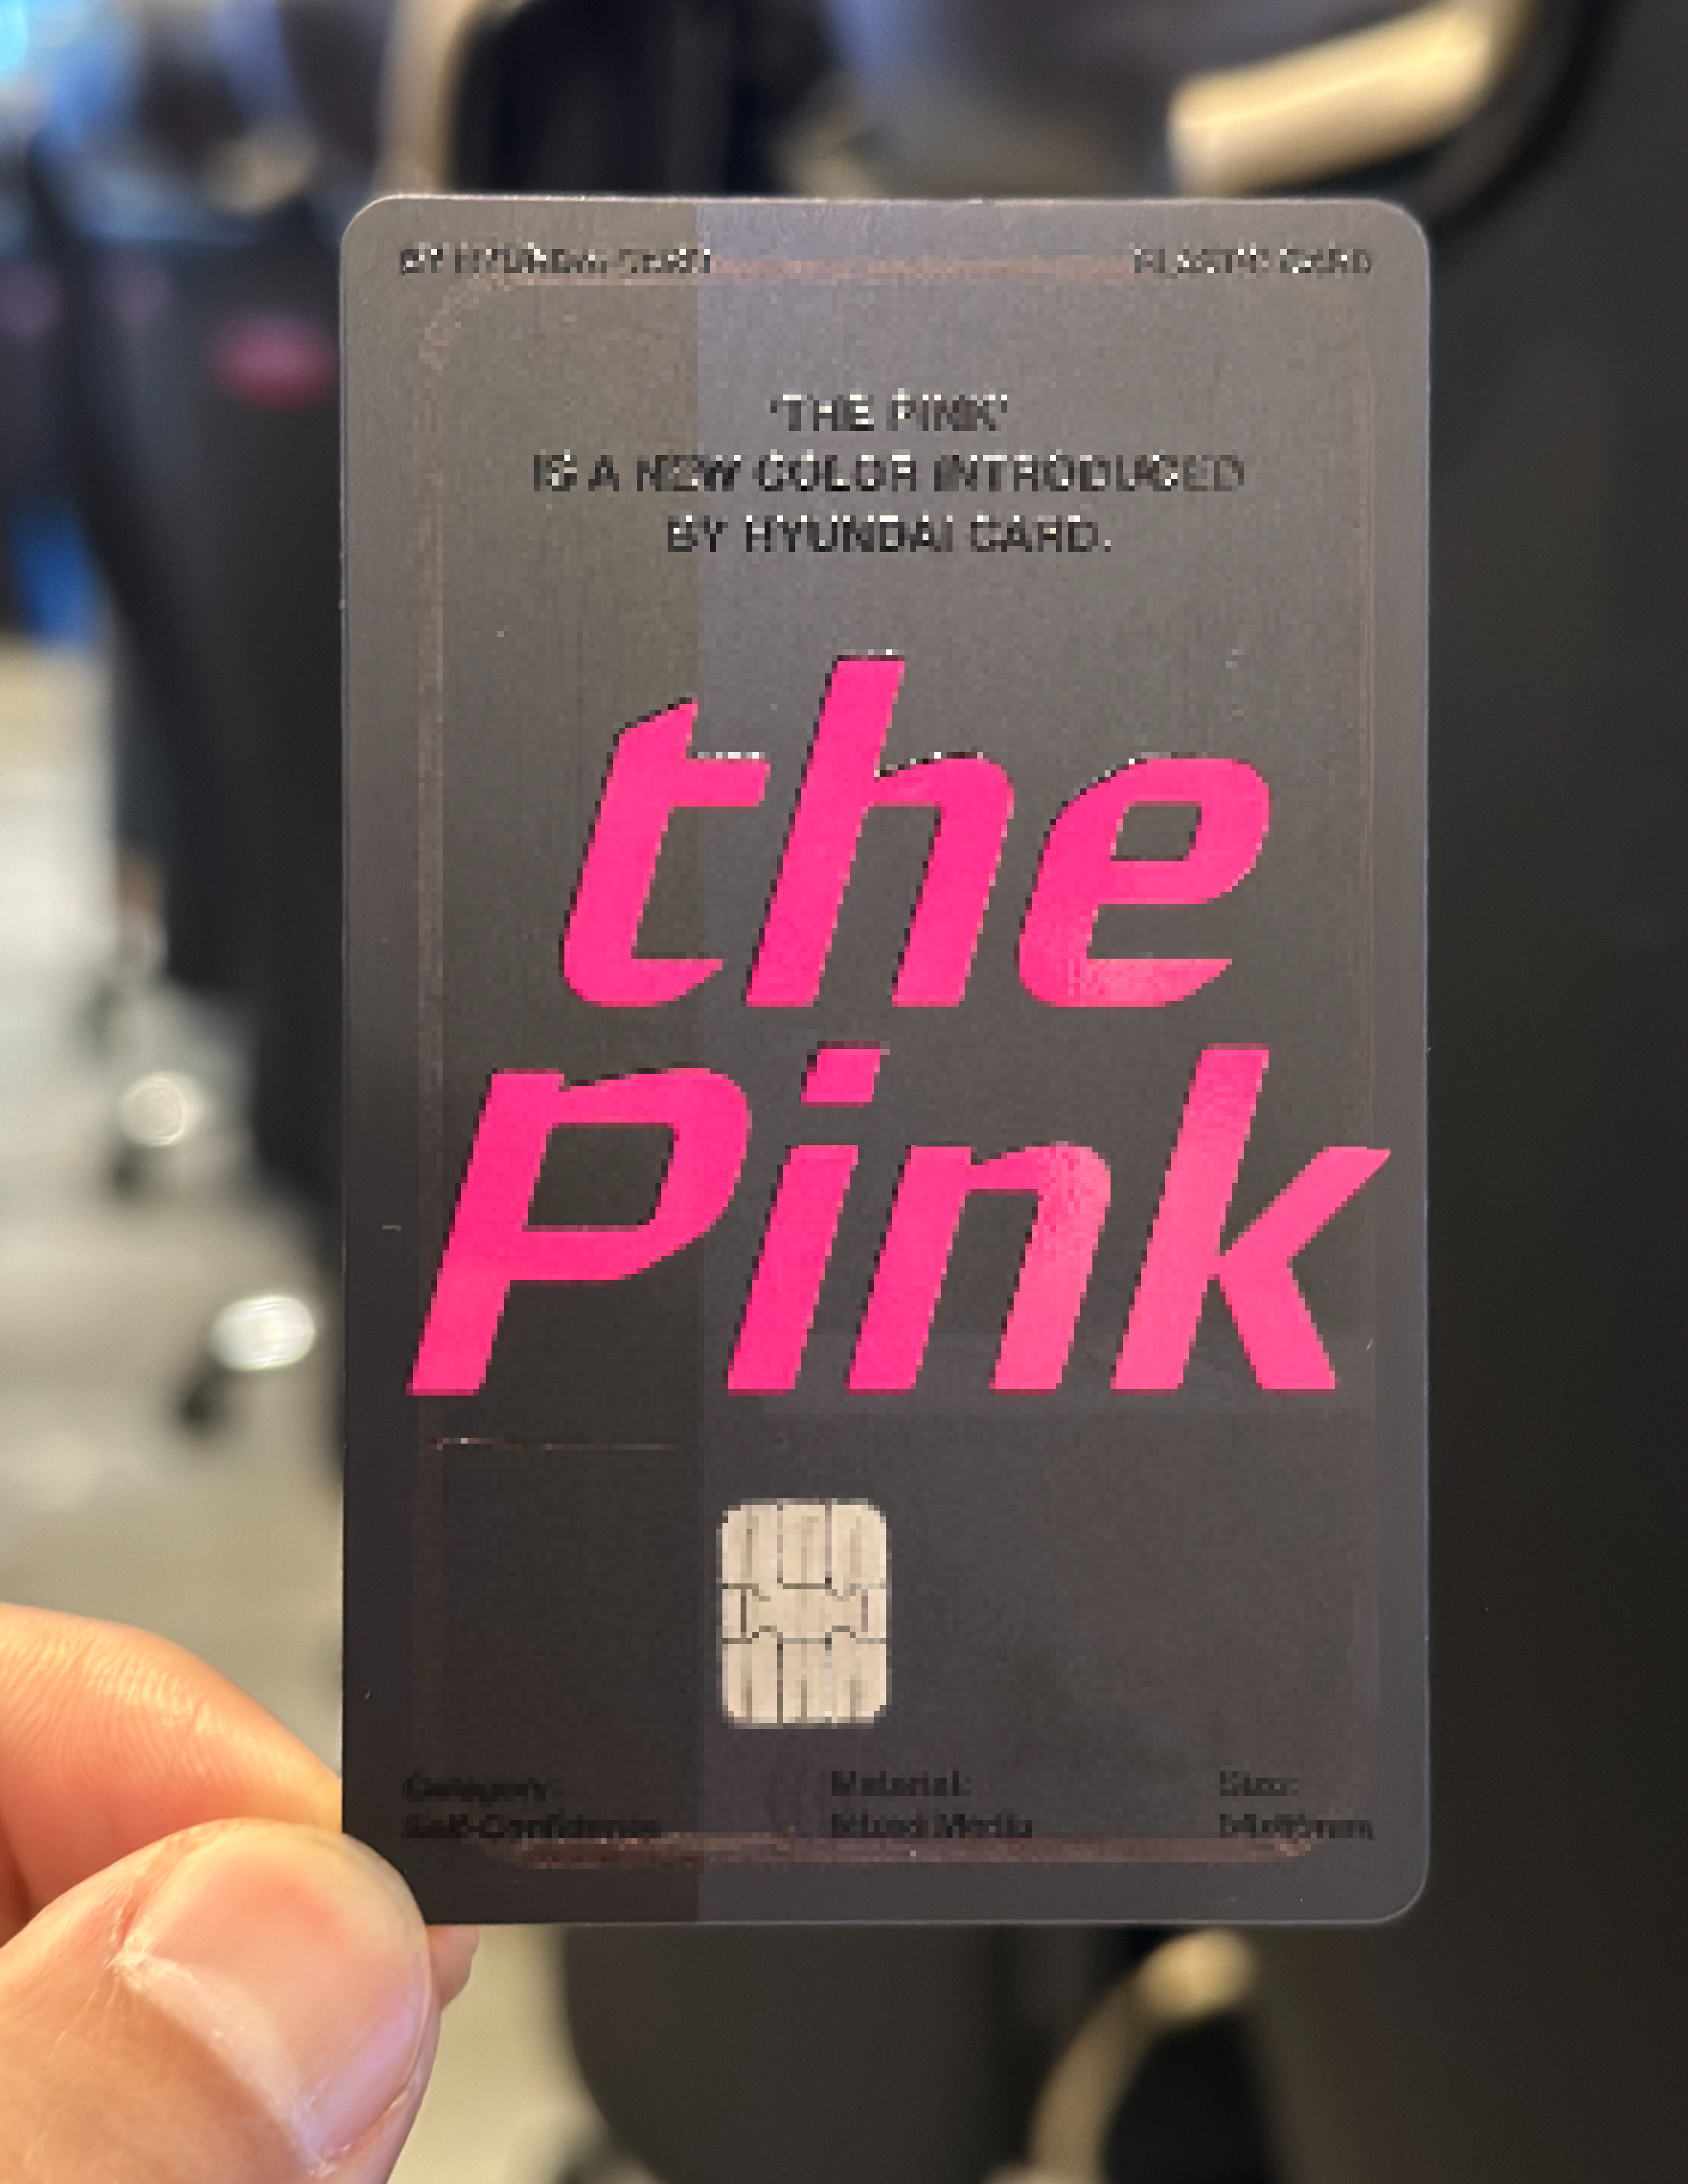 BY HYUNDAI CARD
PLASTIC CARD
'THE PINK'
IS A NEW COLOR INTRODUCED
BY HYUNDAI CARD.
the
Pink
Category:
Self-Confidence
Material:
Mixed Media
Size:
54x86mm